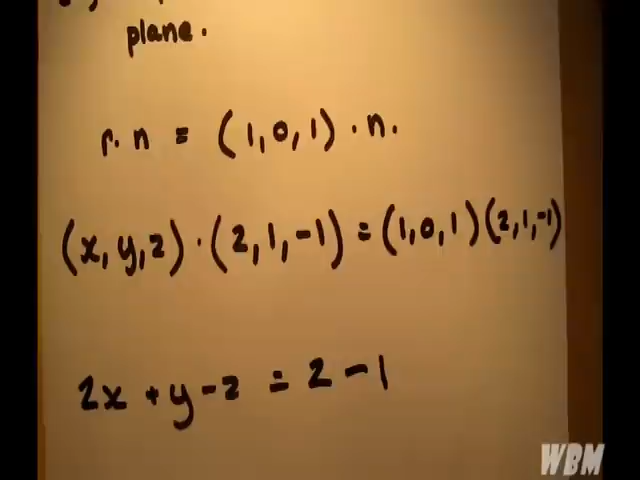 plane.
r. n = (1,0,1) . n.
(x, y, z) · (2, 1, -1) = (1,0,1)(2,1,-1)
2x + y - z = 2 - 1
WBM